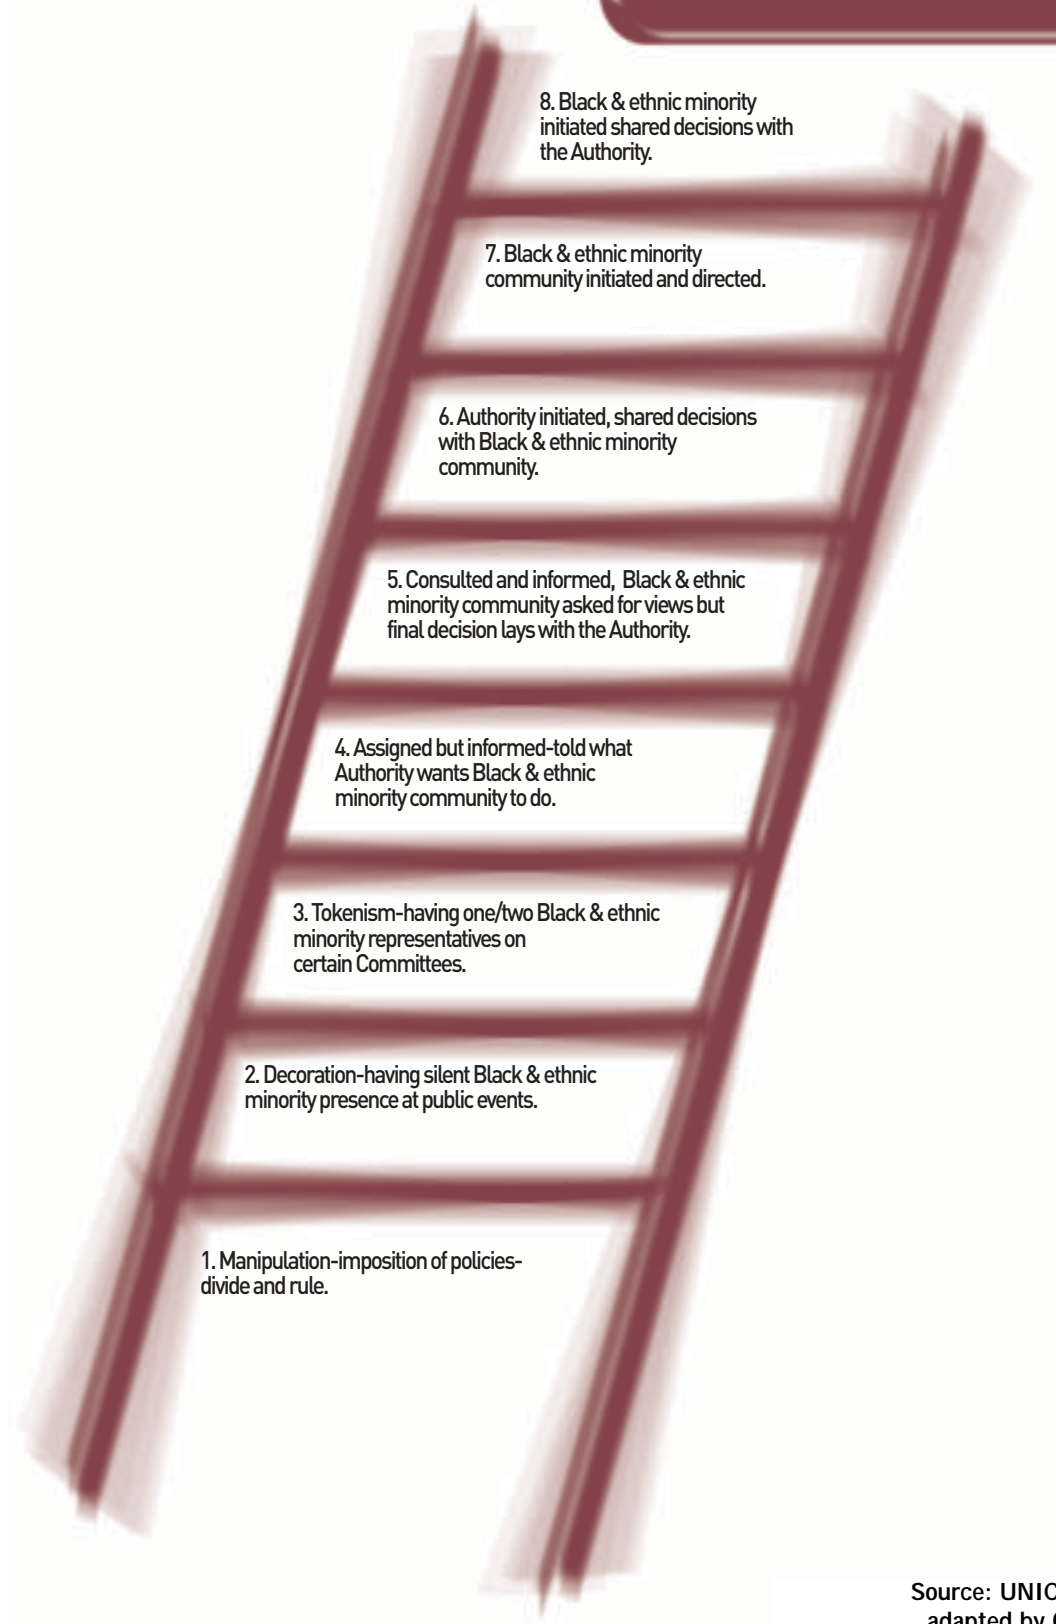 8. Black & ethnic minority
initiated shared decisions with
the Authority.
7. Black & ethnic minority
community initiated and directed.
6. Authority initiated, shared decisions
with Black & ethnic minority
community.
5. Consulted and informed, Black & ethnic
minority community asked for views but
final decision lays with the Authority.
4. Assigned but informed-told what
Authority wants Black & ethnic
minority community to do.
3. Tokenism-having one/two Black & ethnic
minority representatives on
certain Committees.
2. Decoration-having silent Black & ethnic
minority presence at public events.
1. Manipulation-imposition of policies-
divide and rule.
Source:
adapted by